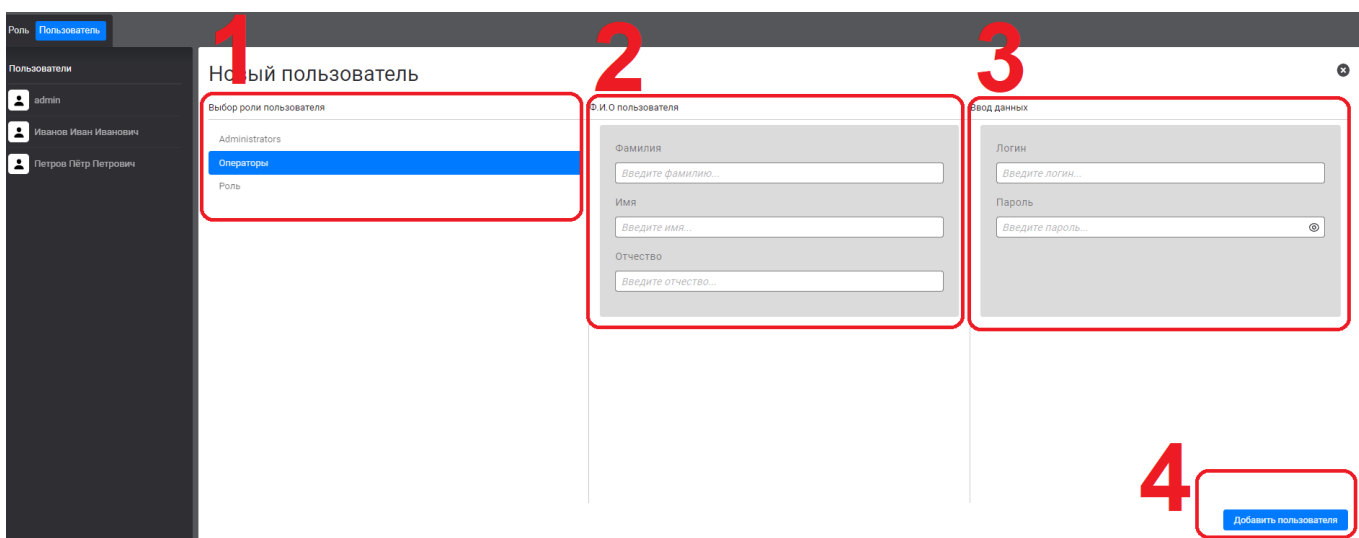 Роль Пользователь
Пользователи
admin
Иванов Иван Иванович
Петров Пётр Петрович
1
2
3
Новый пользователь
Выбор роли пользователя
Administrators
Операторы
Роль
Ф.И.О пользователя
Фамилия
Введите фамилию...
Имя
Введите имя...
Отчество
Введите отчество...
Ввод данных
Логин
Введите логин...
Пароль
Введите пароль...
4
Добавить пользователя